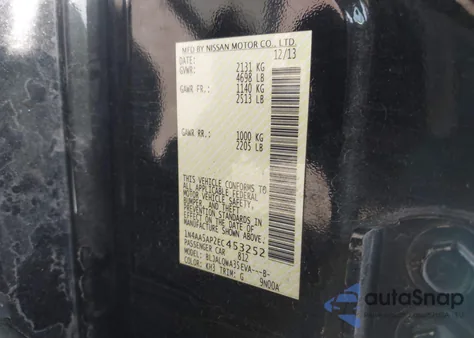 MFD BY NISSAN MOTOR CO., LTD.
DATE: 12/13
GVWR: 2131 KG
4698 LB
GAWR FR.: 1140 KG
2513 LB
GAWR RR.: 1000 KG
2205 LB
THIS VEHICLE CONFORMS TO
ALL APPLICABLE FEDERAL
MOTOR VEHICLE SAFETY,
BUMPER, AND THEFT
PREVENTION STANDARDS
IN EFFECT ON THE DATE OF
MANUFACTURE SHOWN ABOVE.
1N4AA5AP2EC453252
PASSENGER CAR 812
MODEL: BLJALQWA35EVA---B-
COLOR: KH3 TRIM: G 9N00A
autoSnap